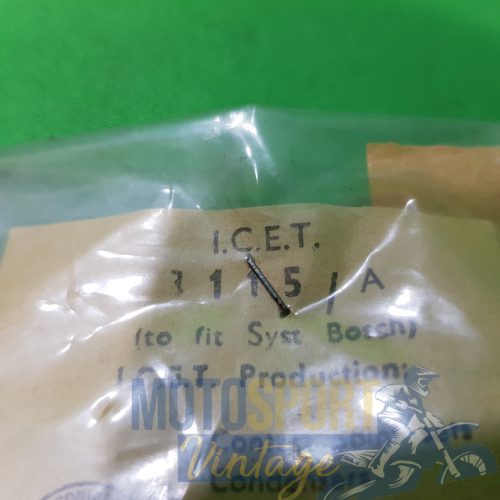 I.C.E.T.
3115/A
(to fit Syst Bosch)
I.C.E.T. Production:
MOTOSPORT
Vintage
Condensers